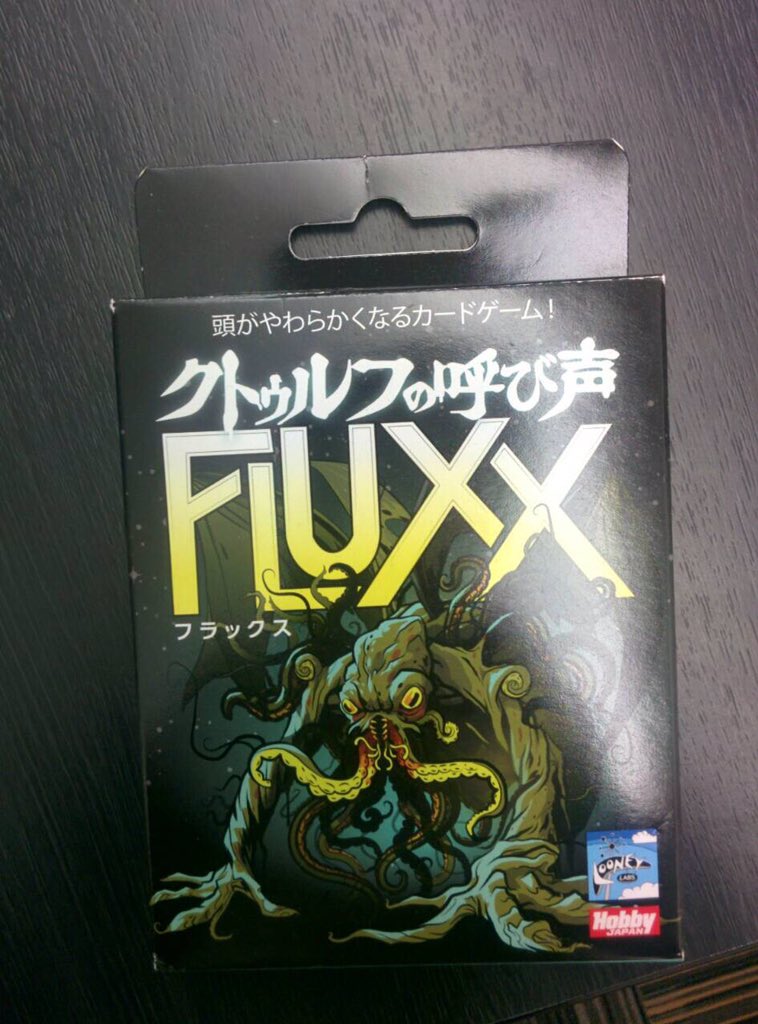 頭がやわらかくなるカードゲーム!
クトゥルフの呼び声
FLUXX
フラックス
LOONEY
LABS
Hobby
JAPAN